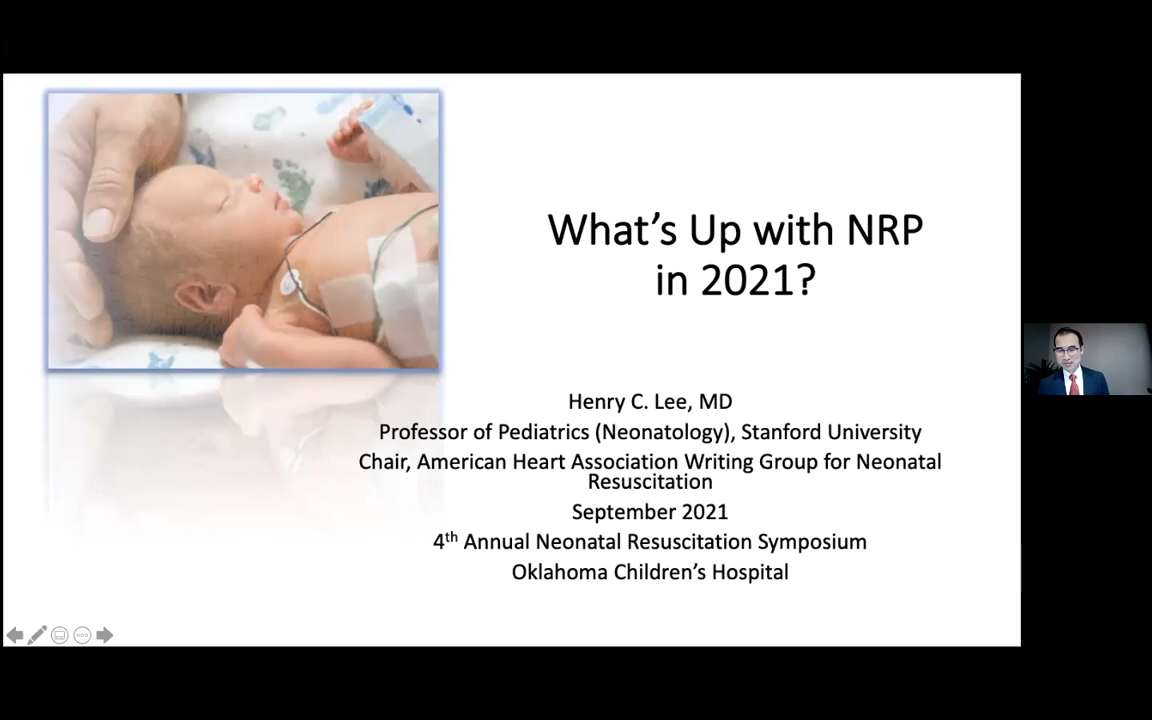 What's Up with NRP
in 2021?
Henry C. Lee, MD
Professor of Pediatrics (Neonatology), Stanford University
Chair, American Heart Association Writing Group for Neonatal
Resuscitation
September 2021
4th Annual Neonatal Resuscitation Symposium
Oklahoma Children's Hospital